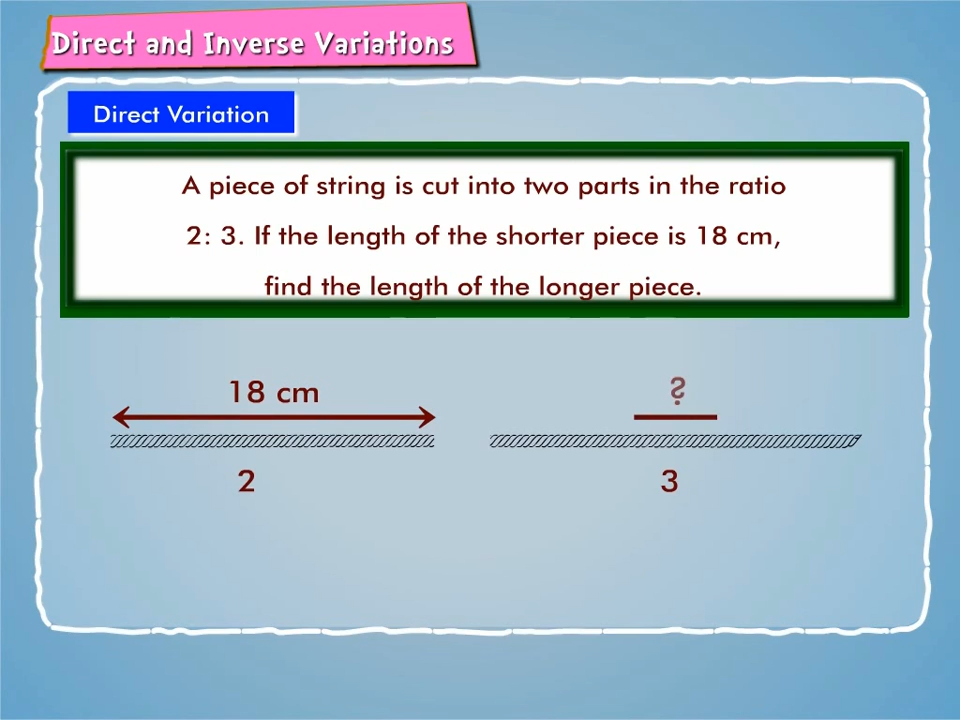 Direct and Inverse Variations
Direct Variation
A piece of string is cut into two parts in the ratio
2: 3. If the length of the shorter piece is 18 cm,
find the length of the longer piece.
18 cm
?
2
3